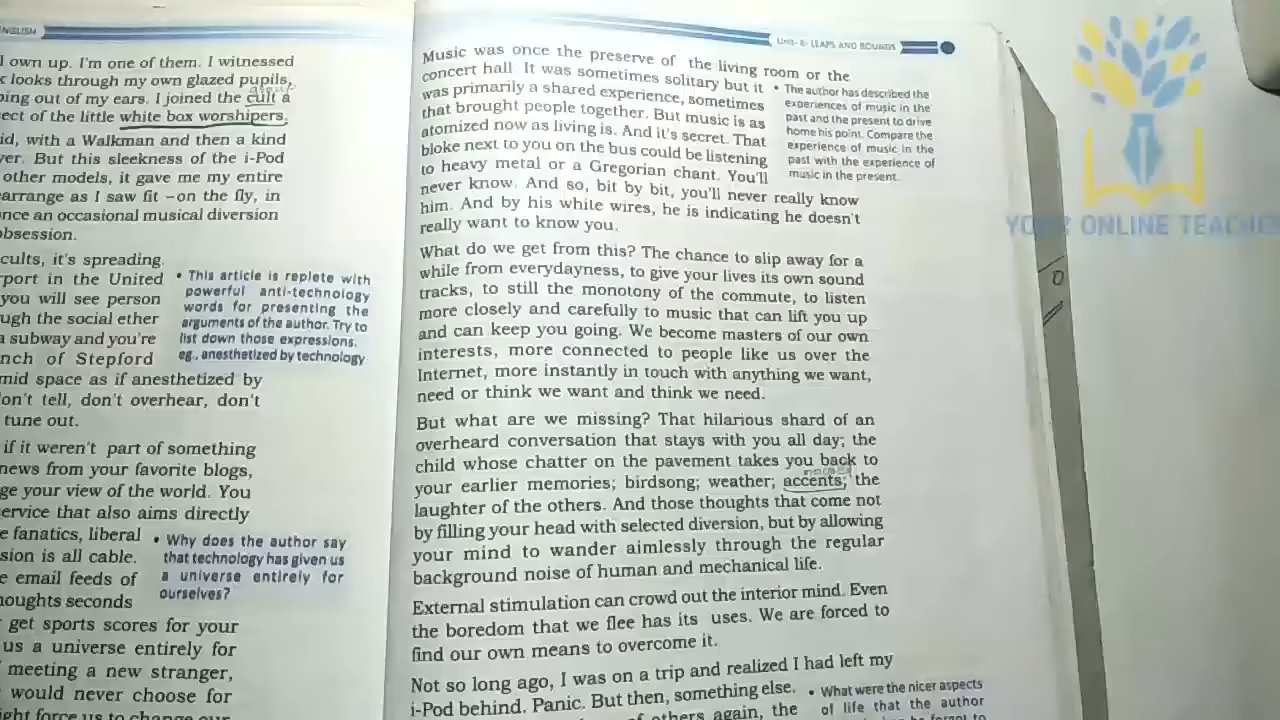 ENGLISH
I own up. I'm one of them. I witnessed
looks through my own glazed pupils,
out of my ears. I joined the cult a
of the little white box worshipers.
with a Walkman and then a kind
But this sleekness of the i-Pod
other models, it gave me my entire
as I saw fit – on the fly, in
an occasional musical diversion
cults, it's spreading.
in the United
you will see person
the social ether
a subway and you're
of Stepford
space as if anesthetized by
tell, don't overhear, don't
tune out.
• This article is replete with
powerful anti-technology
words for presenting the
arguments of the author. Try to
list down those expressions.
eg., anesthetized by technology
if it weren't part of something
news from your favorite blogs,
your view of the world. You
that also aims directly
fanatics, liberal
is all cable.
email feeds of
seconds
• Why does the author say
that technology has given us
a universe entirely for
ourselves?
get sports scores for your
us a universe entirely for
meeting a new stranger,
would never choose for
force us to change our
UNIT- 6: LEAPS AND BOUNDS
Music was once the preserve of the living room or the
concert hall It was sometimes solitary but it
was primarily a shared experience, sometimes
that brought people together. But music is as
atomized now as living is. And it's secret. That
bloke next to you on the bus could be listening
to heavy metal or a Gregorian chant. You'll
never know. And so, bit by bit, you'll never really know
him. And by his white wires, he is indicating he doesn't
really want to know you.
• The author has described the
experiences of music in the
past and the present to drive
home his point. Compare the
experience of music in the
past with the experience of
music in the present.
What do we get from this? The chance to slip away for a
while from everydayness, to give your lives its own sound
tracks, to still the monotony of the commute, to listen
more closely and carefully to music that can lift you up
and can keep you going. We become masters of our own
interests, more connected to people like us over the
Internet, more instantly in touch with anything we want,
need or think we want and think we need.
But what are we missing? That hilarious shard of an
overheard conversation that stays with you all day; the
child whose chatter on the pavement takes you back to
your earlier memories; birdsong; weather; accents; the
laughter of the others. And those thoughts that come not
by filling your head with selected diversion, but by allowing
your mind to wander aimlessly through the regular
background noise of human and mechanical life.
External stimulation can crowd out the interior mind. Even
the boredom that we flee has its uses. We are forced to
find our own means to overcome it.
Not so long ago, I was on a trip and realized I had left my
i-Pod behind. Panic. But then, something else.
of others again, the
• What were the nicer aspects
of life that the author
YOUR ONLINE TEACHER